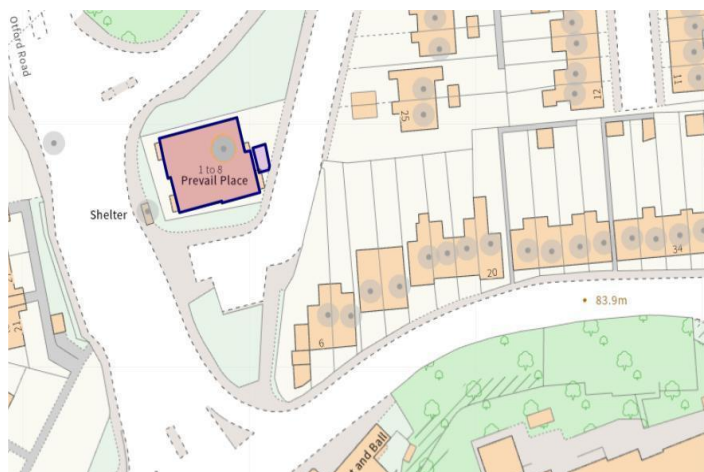 Otford Road
25
12
11
1 to 8
Prevail Place
Shelter
34
20
83.9m
21
6
t and Ball